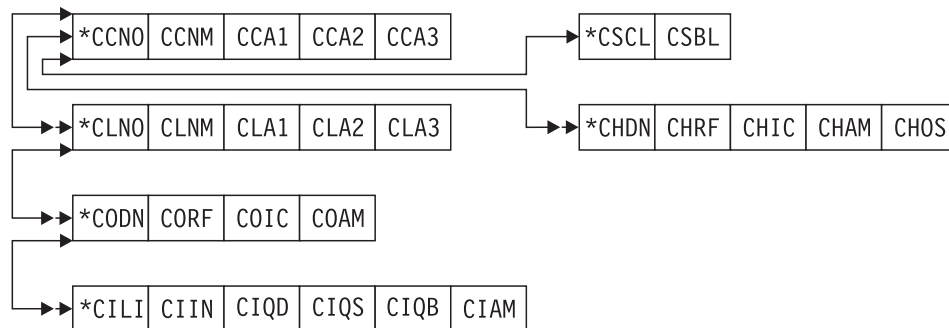 *CCNO CCNM CCA1 CCA2 CCA3
*CSCL CSBL
*CLNO CLNM CLA1 CLA2 CLA3
*CHDN CHRF CHIC CHAM CHOS
*CODN CORF COIC COAM
*CILI CIIN CIQD CIQS CIQB CIAM